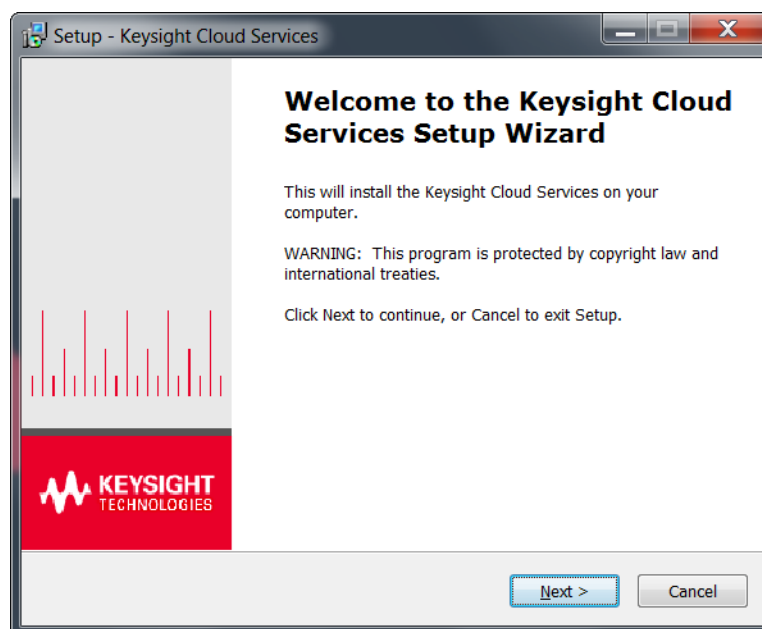 Setup - Keysight Cloud Services
Welcome to the Keysight Cloud
Services Setup Wizard
This will install the Keysight Cloud Services on your
computer.
WARNING:  This program is protected by copyright law and
international treaties.
Click Next to continue, or Cancel to exit Setup.
KEYSIGHT
TECHNOLOGIES
Next >
Cancel